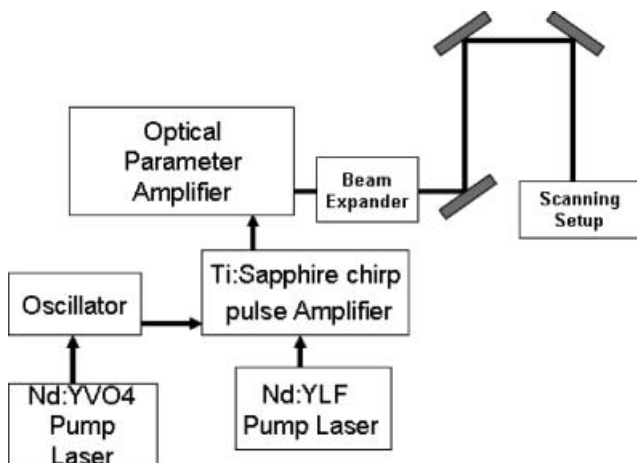 Optical
Parameter
Amplifier
Beam
Expander
Scanning
Setup
Ti:Sapphire chirp
pulse Amplifier
Oscillator
Nd:YVO4
Pump
Laser
Nd:YLF
Pump Laser